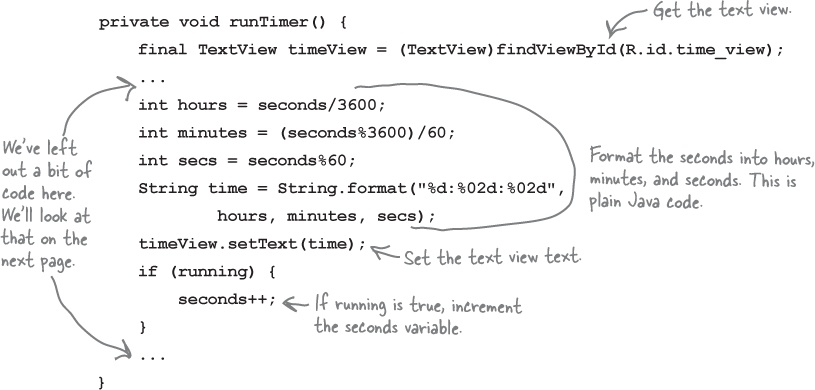 Get the text view.
private void runTimer() {
final TextView timeView = (TextView)findViewById(R.id.time_view);
...
int hours = seconds/3600;
int minutes = (seconds%3600)/60;
int secs = seconds%60;
String time = String.format("%d:%02d:%02d",
hours, minutes, secs);
timeView.setText(time);
if (running) {
seconds++;
}
...
}
We've left
out a bit of
code here.
We'll look at
that on the
next page.
Format the seconds into hours,
minutes, and seconds. This is
plain Java code.
Set the text view text.
If running is true, increment
the seconds variable.